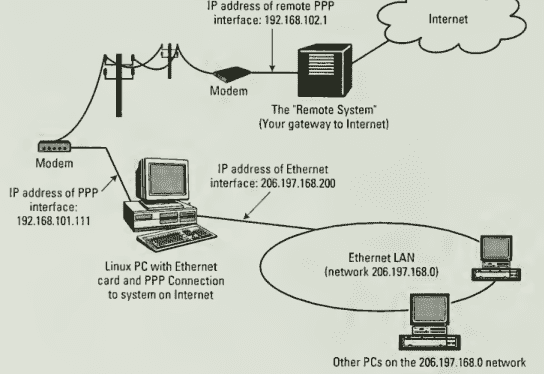 IP address of remote PPP
interface: 192.168.102.1
Internet
Modem
The "Remote System"
(Your gateway to Internet)
Modem
IP address of PPP
interface:
192.168.101.111
IP address of Ethernet
interface: 206.197.168.200
Linux PC with Ethernet
card and PPP Connection
to system on Internet
Ethernet LAN
(network 206.197.168.0)
Other PCs on the 206.197.168.0 network